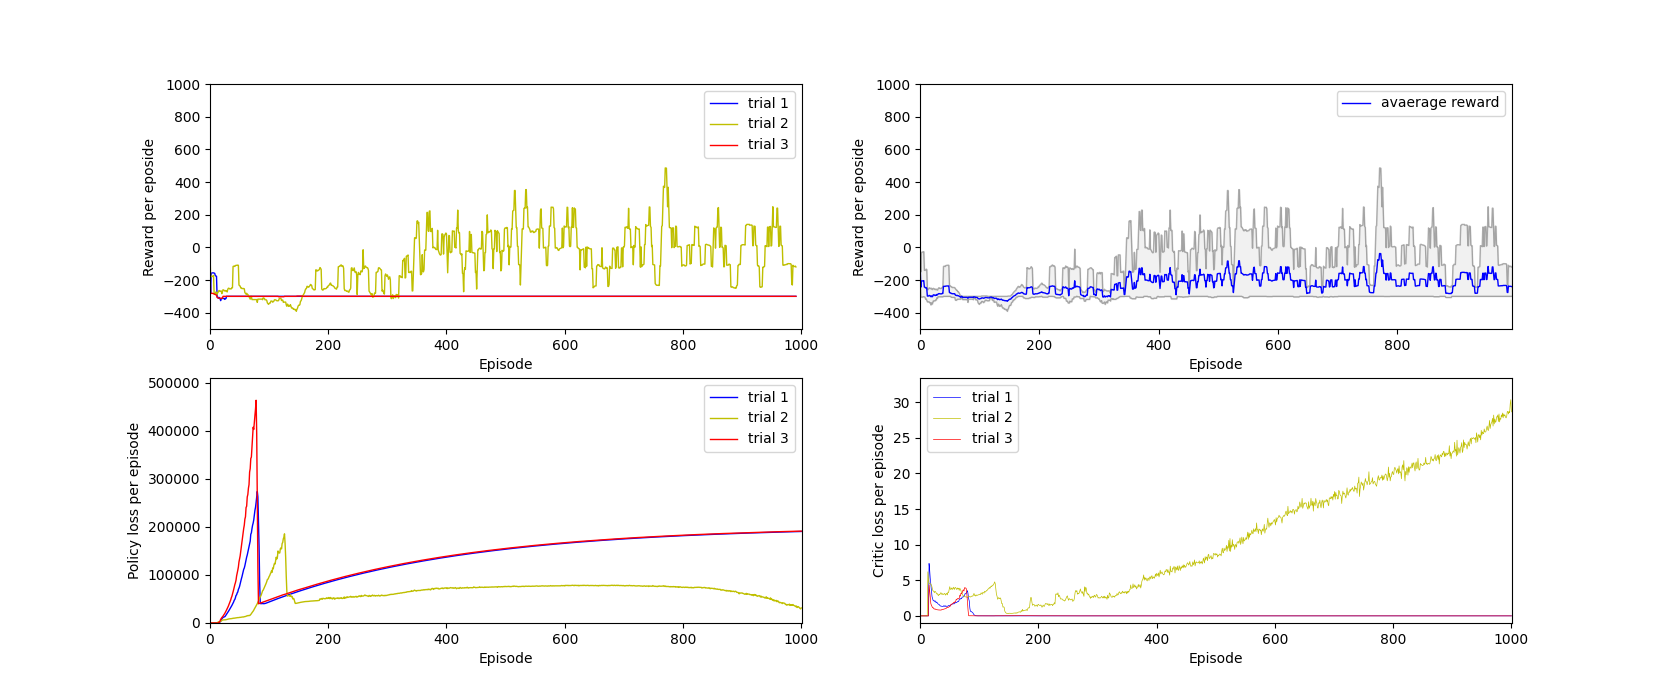 1000
800
600
400
200
0
−200
−400
Reward per eposide
0 200 400 600 800 1000
Episode
trial 1
trial 2
trial 3
1000
800
600
400
200
0
−200
−400
Reward per eposide
0 200 400 600 800
Episode
avaerage reward
500000
400000
300000
200000
100000
0
Policy loss per episode
0 200 400 600 800 1000
Episode
trial 1
trial 2
trial 3
30
25
20
15
10
5
0
Critic loss per episode
0 200 400 600 800 1000
Episode
trial 1
trial 2
trial 3